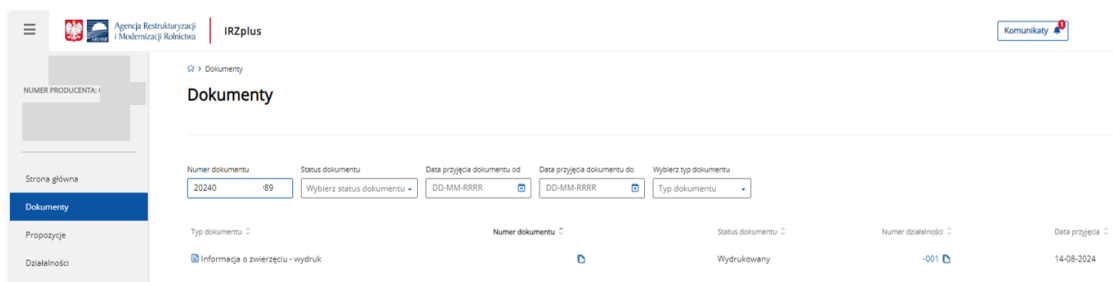 Agencja Restrukturyzacji
i Modernizacji Rolnictwa
IRZplus
Komunikaty 1
> Dokumenty
NUMER PRODUCENTA:
Dokumenty
Numer dokumentu Status dokumentu Data przyjęcia dokumentu od Data przyjęcia dokumentu do Wybierz typ dokumentu
20240 89 Wybierz status dokumentu DD-MM-RRRR DD-MM-RRRR Typ dokumentu
Strona główna
Dokumenty
Propozycje
Działalności
Typ dokumentu Numer dokumentu Status dokumentu Numer działalności Data przyjęcia
Informacja o zwierzęciu - wydruk Wydrukowany -001 14-08-2024